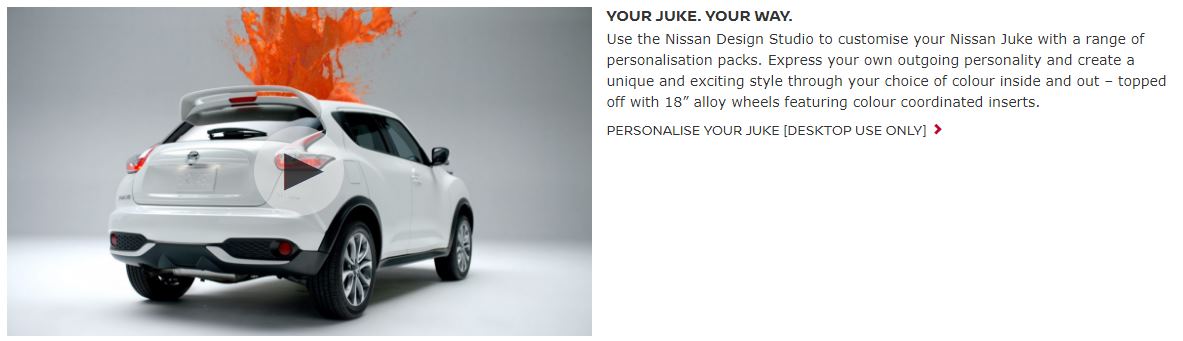 YOUR JUKE. YOUR WAY.
Use the Nissan Design Studio to customise your Nissan Juke with a range of
personalisation packs. Express your own outgoing personality and create a
unique and exciting style through your choice of colour inside and out – topped
off with 18” alloy wheels featuring colour coordinated inserts.
PERSONALISE YOUR JUKE [DESKTOP USE ONLY]